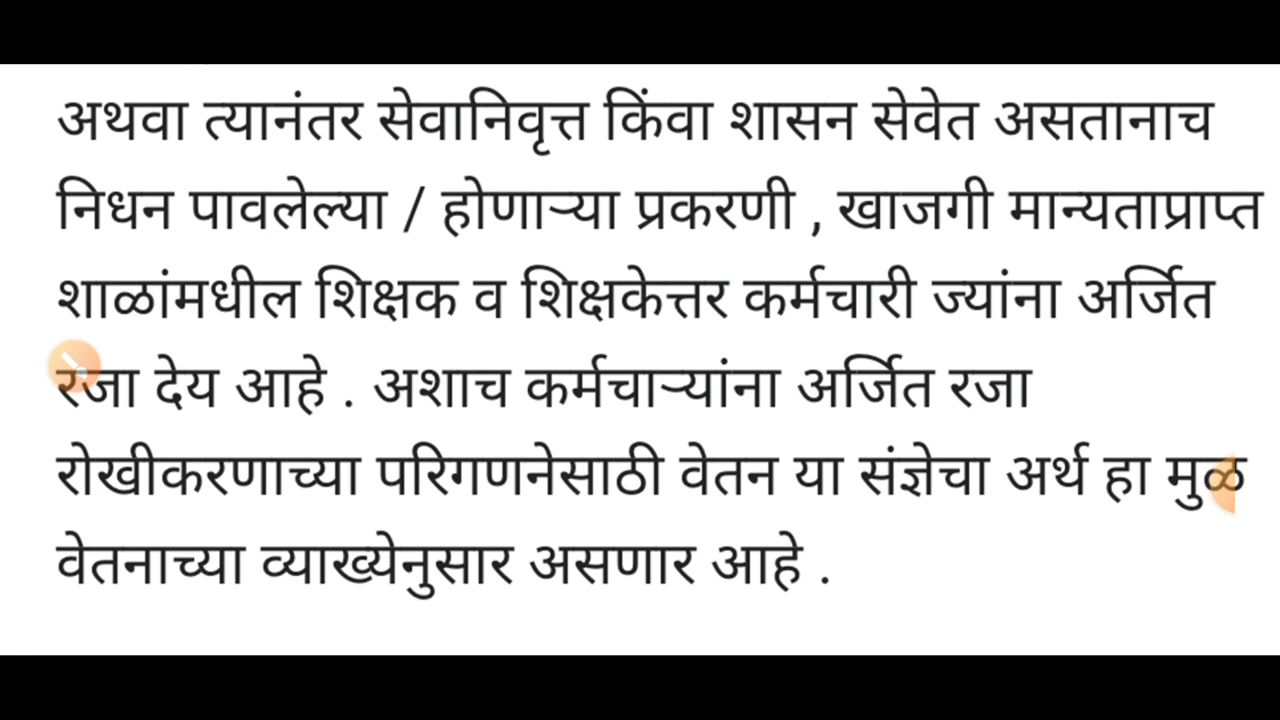 अथवा त्यानंतर सेवानिवृत्त किंवा शासन सेवेत असतानाच
निधन पावलेल्या / होणाऱ्या प्रकरणी , खाजगी मान्यताप्राप्त
शाळांमधील शिक्षक व शिक्षकेत्तर कर्मचारी ज्यांना अर्जित
रजा देय आहे . अशाच कर्मचाऱ्यांना अर्जित रजा
रोखीकरणाच्या परिगणनेसाठी वेतन या संज्ञेचा अर्थ हा मुळ
वेतनाच्या व्याख्येनुसार असणार आहे .